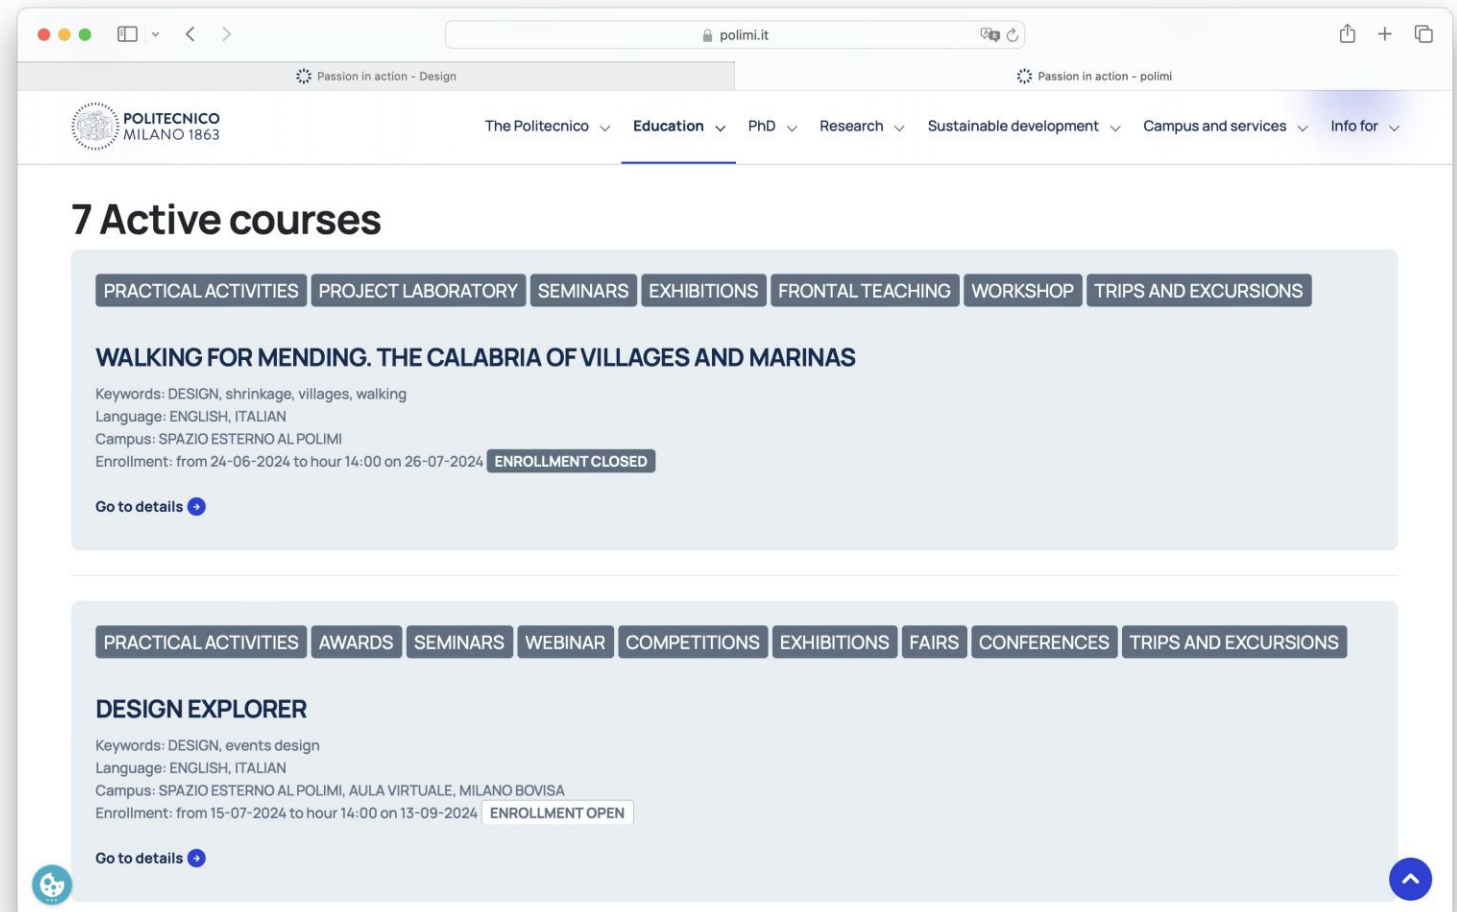 polimi.it
Passion in action - Design
Passion in action - polimi
POLITECNICO
MILANO 1863
The Politecnico
Education
PhD
Research
Sustainable development
Campus and services
Info for
7 Active courses
PRACTICAL ACTIVITIES PROJECT LABORATORY SEMINARS EXHIBITIONS FRONTAL TEACHING WORKSHOP TRIPS AND EXCURSIONS
WALKING FOR MENDING. THE CALABRIA OF VILLAGES AND MARINAS
Keywords: DESIGN, shrinkage, villages, walking
Language: ENGLISH, ITALIAN
Campus: SPAZIO ESTERNO AL POLIMI
Enrollment: from 24-06-2024 to hour 14:00 on 26-07-2024 ENROLLMENT CLOSED
Go to details
PRACTICAL ACTIVITIES AWARDS SEMINARS WEBINAR COMPETITIONS EXHIBITIONS FAIRS CONFERENCES TRIPS AND EXCURSIONS
DESIGN EXPLORER
Keywords: DESIGN, events design
Language: ENGLISH, ITALIAN
Campus: SPAZIO ESTERNO AL POLIMI, AULA VIRTUALE, MILANO BOVISA
Enrollment: from 15-07-2024 to hour 14:00 on 13-09-2024 ENROLLMENT OPEN
Go to details